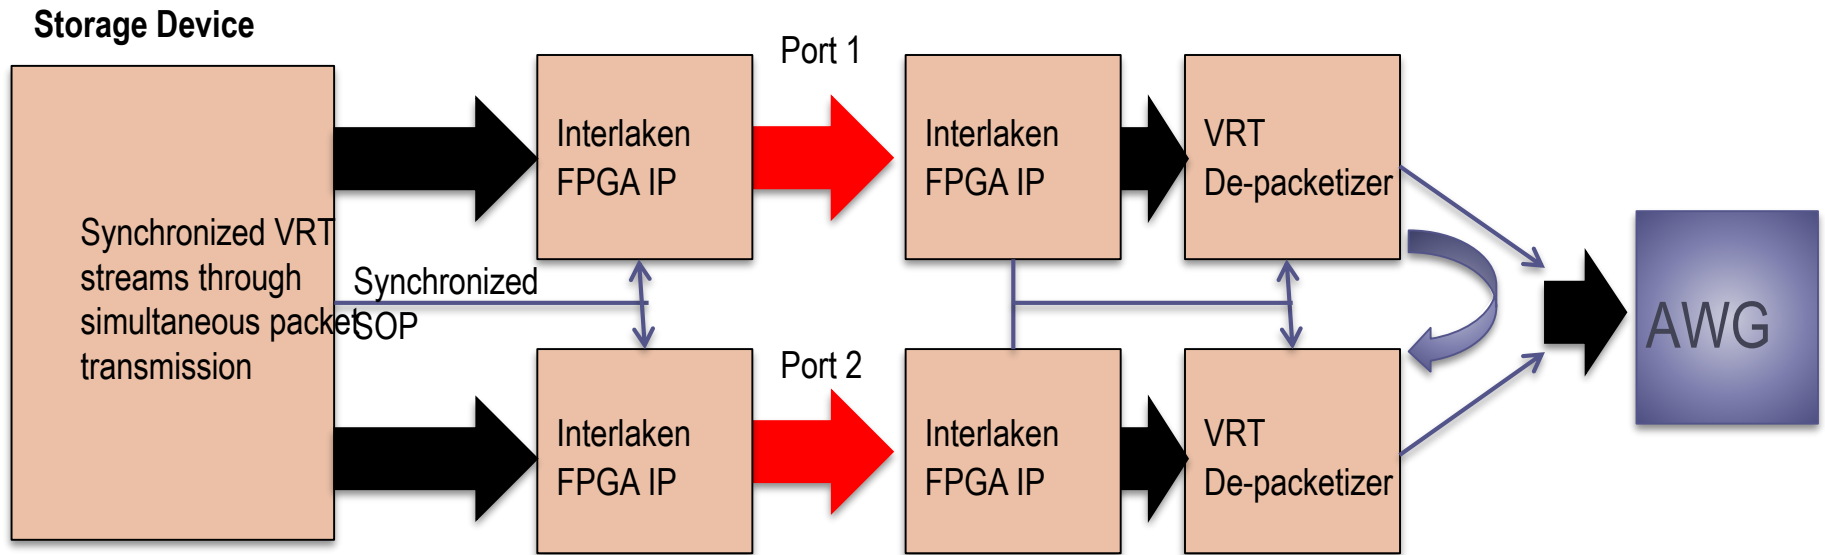 Storage Device
Synchronized VRT
streams through
simultaneous packet
transmission
Synchronized
SOP
Interlaken
FPGA IP
Port 1
Interlaken
FPGA IP
VRT
De-packetizer
Interlaken
FPGA IP
Port 2
Interlaken
FPGA IP
VRT
De-packetizer
AWG